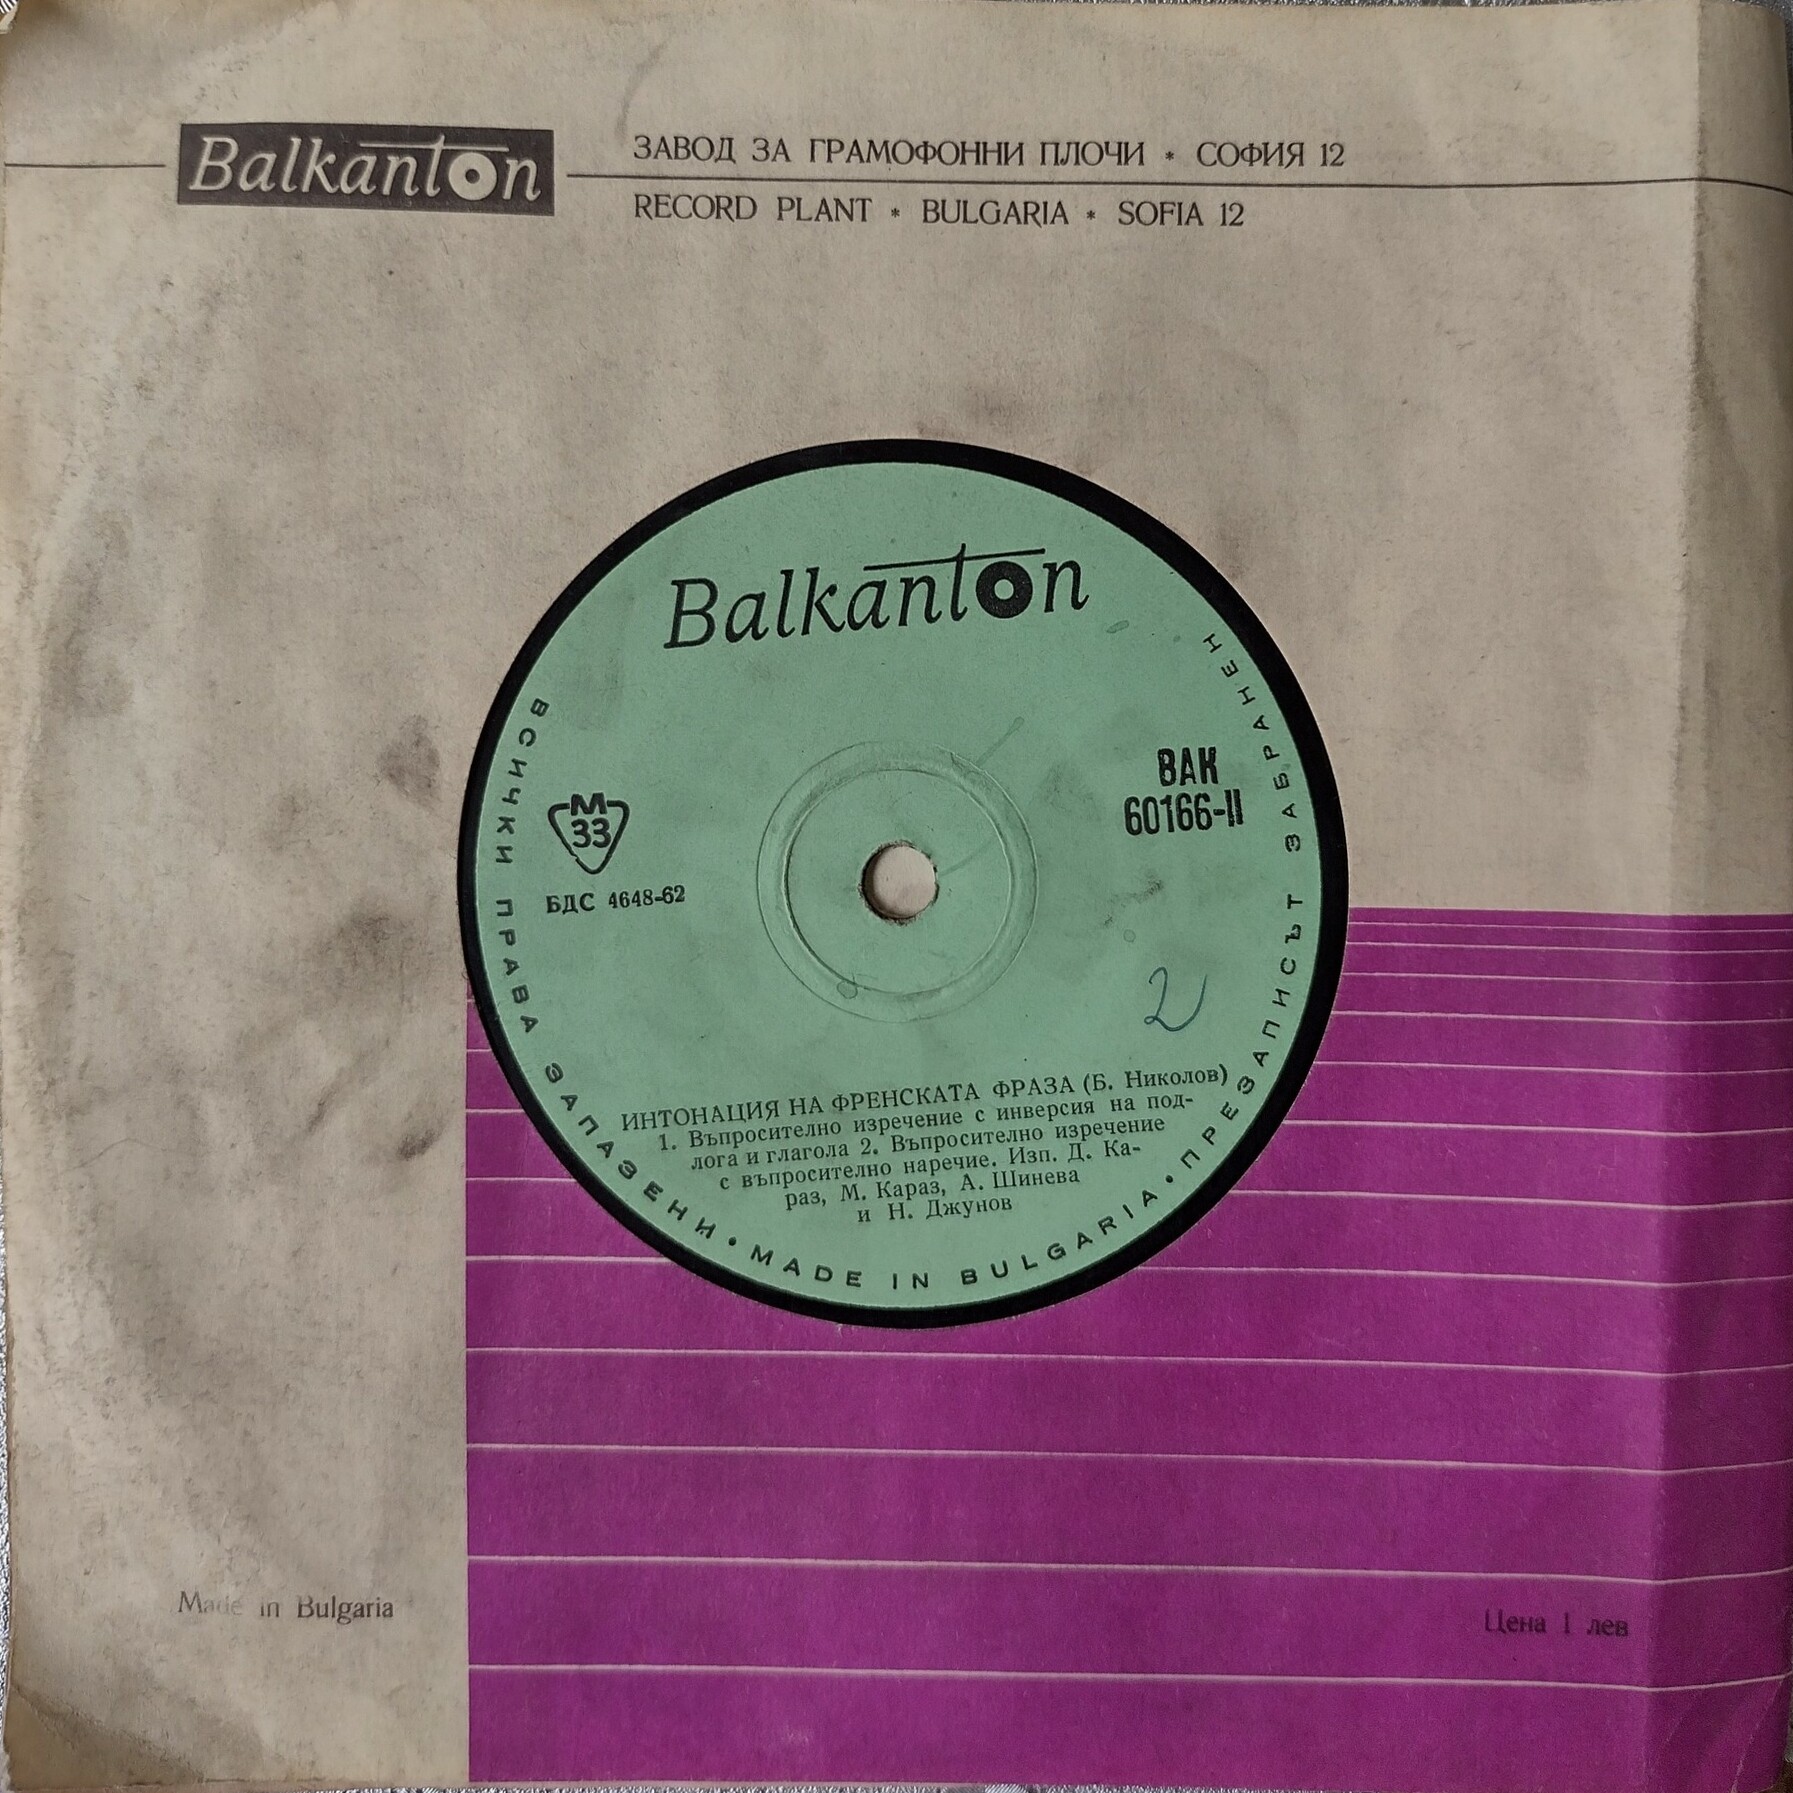 Balkanton
ЗАВОД ЗА ГРАМОФОННИ ПЛОЧИ * СОФИЯ 12
RECORD PLANT * BULGARIA * SOFIA 12
Balkanton
ВСИЧКИ ПРАВА ЗАПАЗЕНИ • MADE IN BULGARIA • ПРЕЗАПИСЪТ ЗАБРАНЕН
М
33
БДС 4648-62
ВАК
60166-II
2
ИНТОНАЦИЯ НА ФРЕНСКАТА ФРАЗА (Б. Николов)
1. Въпросително изречение с инверсия на под-
лога и глагола 2. Въпросително изречение
с въпросително наречие. Изп. Д. Ка-
раз, М. Караз, А. Шинева
и Н. Джунов
Made in Bulgaria
Цена 1 лев